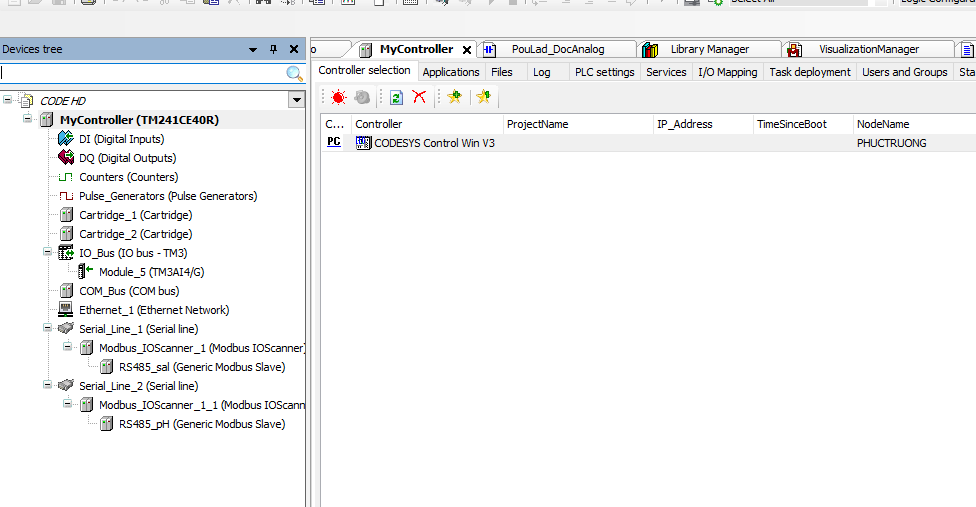 Select All
Logic Configura
Devices tree
CODE HD
MyController (TM241CE40R)
DI (Digital Inputs)
DQ (Digital Outputs)
Counters (Counters)
Pulse_Generators (Pulse Generators)
Cartridge_1 (Cartridge)
Cartridge_2 (Cartridge)
IO_Bus (IO bus - TM3)
Module_5 (TM3AI4/G)
COM_Bus (COM bus)
Ethernet_1 (Ethernet Network)
Serial_Line_1 (Serial line)
Modbus_IOScanner_1 (Modbus IOScanner)
RS485_sal (Generic Modbus Slave)
Serial_Line_2 (Serial line)
Modbus_IOScanner_1_1 (Modbus IOScann
RS485_pH (Generic Modbus Slave)
o MyController PouLad_DocAnalog Library Manager VisualizationManager
Controller selection Applications Files Log PLC settings Services I/O Mapping Task deployment Users and Groups Sta
C... Controller ProjectName IP_Address TimeSinceBoot NodeName
PC CODESYS Control Win V3 PHUCTRUONG